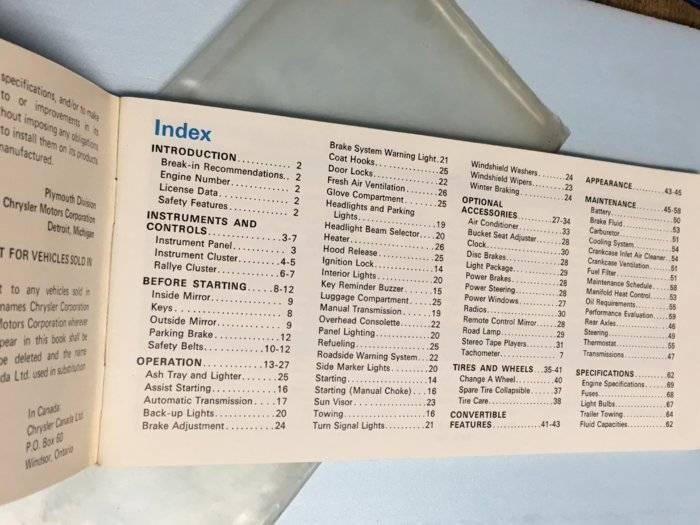 specifications, and/or to make
to or improvements in its
hout imposing any obligations
to install them on its products
manufactured.
Plymouth Division
Chrysler Motors Corporation
Detroit, Michigan
T FOR VEHICLES SOLD IN
t to any vehicles sold in
names Chrysler Corporation
Motors Corporation wherever
pear in this book shall be
be deleted and the name
da Ltd. used in substitution
In Canada:
Chrysler Canada Ltd.
P.O. Box 60
Windsor, Ontario
Index
INTRODUCTION............ 2
Break-in Recommendations.. 2
Engine Number............ 2
License Data............. 2
Safety Features........... 2
INSTRUMENTS AND
CONTROLS...............3-7
Instrument Panel........... 3
Instrument Cluster.........4-5
Rallye Cluster............6-7
BEFORE STARTING.....8-12
Inside Mirror............. 9
Keys.................... 8
Outside Mirror............ 9
Parking Brake............12
Safety Belts............10-12
OPERATION............13-27
Ash Tray and Lighter.......25
Assist Starting............16
Automatic Transmission....17
Back-up Lights...........20
Brake Adjustment.........24
Brake System Warning Light.21
Coat Hooks...............25
Door Locks...............22
Fresh Air Ventilation.......26
Glove Compartment........25
Headlights and Parking
Lights.................19
Headlight Beam Selector...20
Heater..................26
Hood Release............25
Ignition Lock.............14
Interior Lights............20
Key Reminder Buzzer......15
Luggage Compartment.....25
Manual Transmission......19
Overhead Consolette......22
Panel Lighting............20
Refueling................25
Roadside Warning System...22
Side Marker Lights........20
Starting.................14
Starting (Manual Choke)...16
Sun Visor................23
Towing..................16
Turn Signal Lights.........21
Windshield Washers.......24
Windshield Wipers........23
Winter Braking...........24
OPTIONAL
ACCESSORIES.........27-34
Air Conditioner...........33
Bucket Seat Adjuster......28
Clock...................30
Disc Brakes..............28
Light Package............29
Power Brakes............28
Power Steering...........28
Power Windows..........27
Radios..................30
Remote Control Mirror.....28
Road Lamp..............29
Stereo Tape Players.......31
Tachometer.............. 7
TIRES AND WHEELS...35-41
Change A Wheel..........40
Spare Tire Collapsible.....37
Tire Care................38
CONVERTIBLE
FEATURES............41-43
APPEARANCE.........43-45
MAINTENANCE........45-58
Battery.................50
Brake Fluid..............53
Carburetor..............51
Cooling System..........54
Crankcase Inlet Air Cleaner.54
Crankcase Ventilation......51
Fuel Filter...............51
Maintenance Schedule.....58
Manifold Heat Control.....53
Oil Requirements.........55
Performance Evaluation....59
Rear Axles..............46
Steering................49
Thermostat.............55
Transmissions...........47
SPECIFICATIONS.........62
Engine Specifications......69
Fuses..................68
Light Bulbs.............67
Trailer Towing...........64
Fluid Capacities..........62